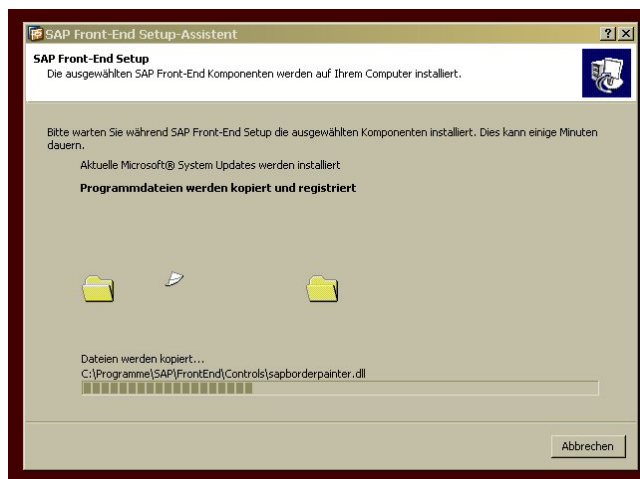 SAP Front-End Setup-Assistent
SAP Front-End Setup
Die ausgewählten SAP Front-End Komponenten werden auf Ihrem Computer installiert.
Bitte warten Sie während SAP Front-End Setup die ausgewählten Komponenten installiert. Dies kann einige Minuten
dauern.
Aktuelle Microsoft® System Updates werden installiert
Programmdateien werden kopiert und registriert
Dateien werden kopiert...
C:\Programme\SAP\FrontEnd\Controls\sapborderpainter.dll
Abbrechen